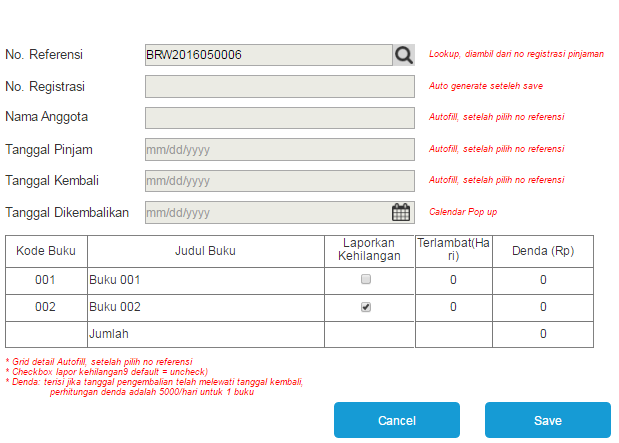 No. Referensi BRW2016050006 Lookup, diambil dari no registrasi pinjaman
No. Registrasi Auto generate seteleh save
Nama Anggota Autofill, setelah pilih no referensi
Tanggal Pinjam mm/dd/yyyy Autofill, setelah pilih no referensi
Tanggal Kembali mm/dd/yyyy Autofill, setelah pilih no referensi
Tanggal Dikembalikan mm/dd/yyyy Calendar Pop up
Kode Buku Judul Buku Laporkan Kehilangan Terlambat(Hari) Denda (Rp)
001 Buku 001 0 0
002 Buku 002 0 0
Jumlah 0
* Grid detail Autofill, setelah pilih no referensi
* Checkbox lapor kehilangan9 default = uncheck)
* Denda: terisi jika tanggal pengembalian telah melewati tanggal kembali,
perhitungan denda adalah 5000/hari untuk 1 buku
Cancel Save